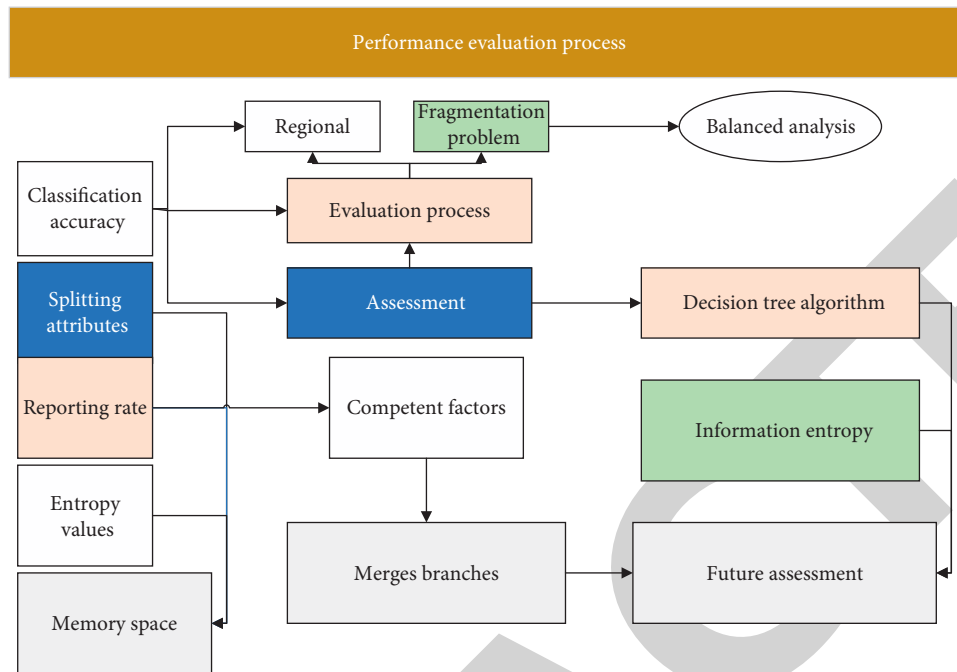 Performance evaluation process
Regional
Fragmentation
problem
Balanced analysis
Classification
accuracy
Evaluation process
Splitting
attributes
Assessment
Decision tree algorithm
Reporting rate
Competent factors
Information entropy
Entropy
values
Merges branches
Future assessment
Memory space